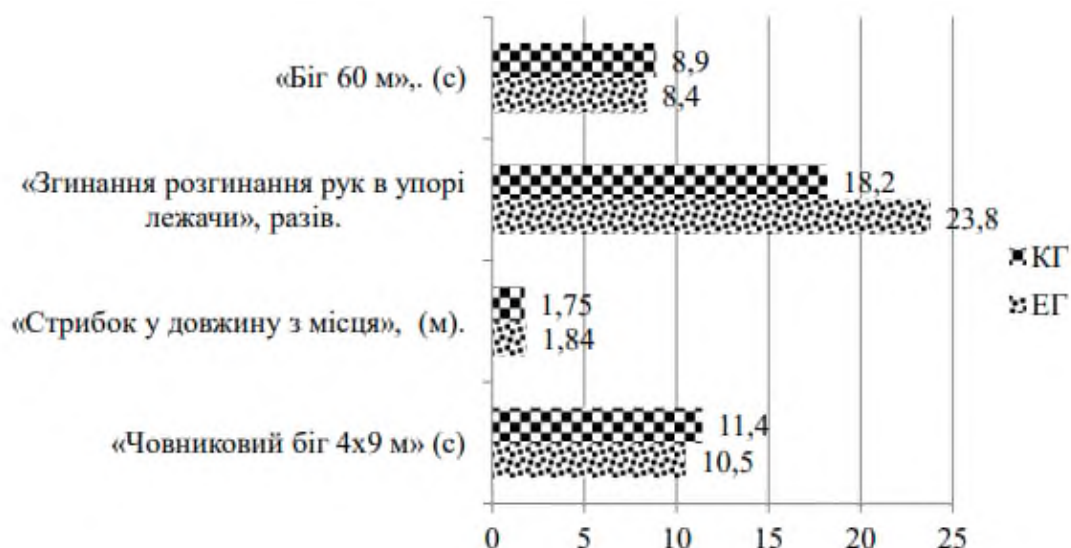 «Біг 60 м»,. (с)
8,9
8,4
«Згинання розгинання рук в упорі
лежачи», разів.
18,2
23,8
«Стрибок у довжину з місця», (м).
1,75
1,84
«Човниковий біг 4х9 м» (с)
11,4
10,5
КГ
ЕГ
0 5 10 15 20 25